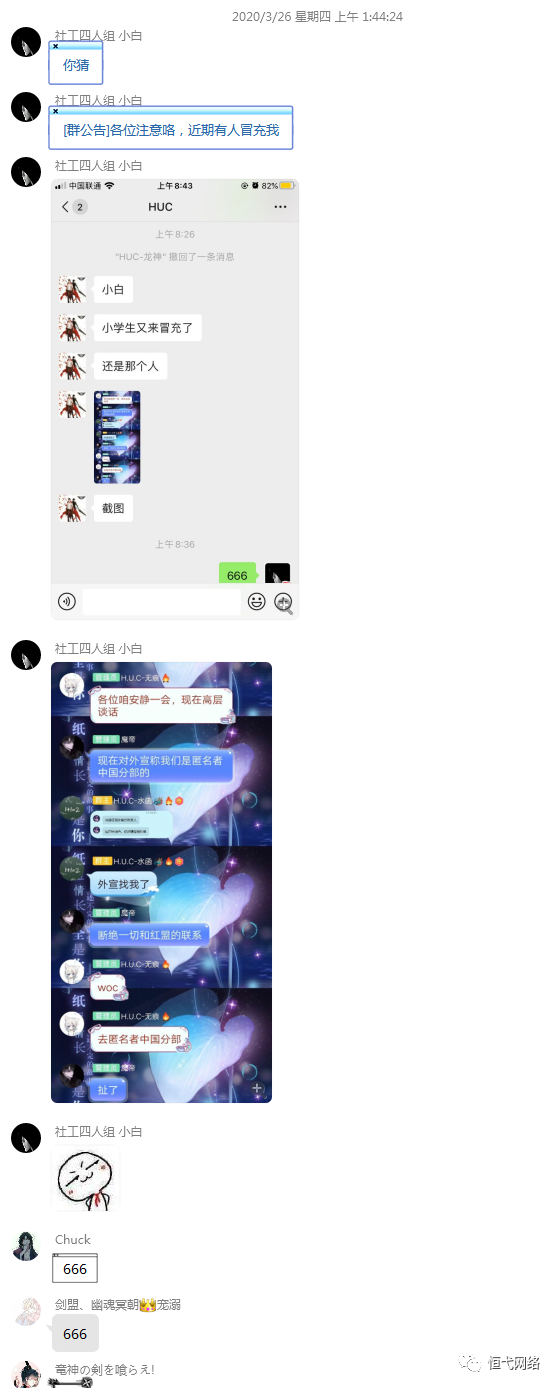 2020/3/26 星期四 上午 1:44:24
社工四人组 小白
你猜
社工四人组 小白
[群公告]各位注意咯，近期有人冒充我
社工四人组 小白
中国联通
上午8:43
82%
2
HUC
上午8:26
"HUC-龙神" 撤回了一条消息
小白
小学生又来冒充了
还是那个人
截图
上午8:36
666
社工四人组 小白
管理员 H.U.C-无痕
各位咱安静一会，现在高层
谈话
管理员 魔帝
现在对外宣称我们是匿名者
中国分部的
群主 H.U.C-水函
群主 H.U.C-水函
外宣找我了
管理员 魔帝
断绝一切和红盟的联系
管理员 H.U.C-无痕
woc
管理员 H.U.C-无痕
去匿名者中国分部
管理员 魔帝
扯了
社工四人组 小白
Chuck
666
剑盟、幽魂冥朝👑宠溺
666
竜神の剣を喰らえ!
恒弋网络